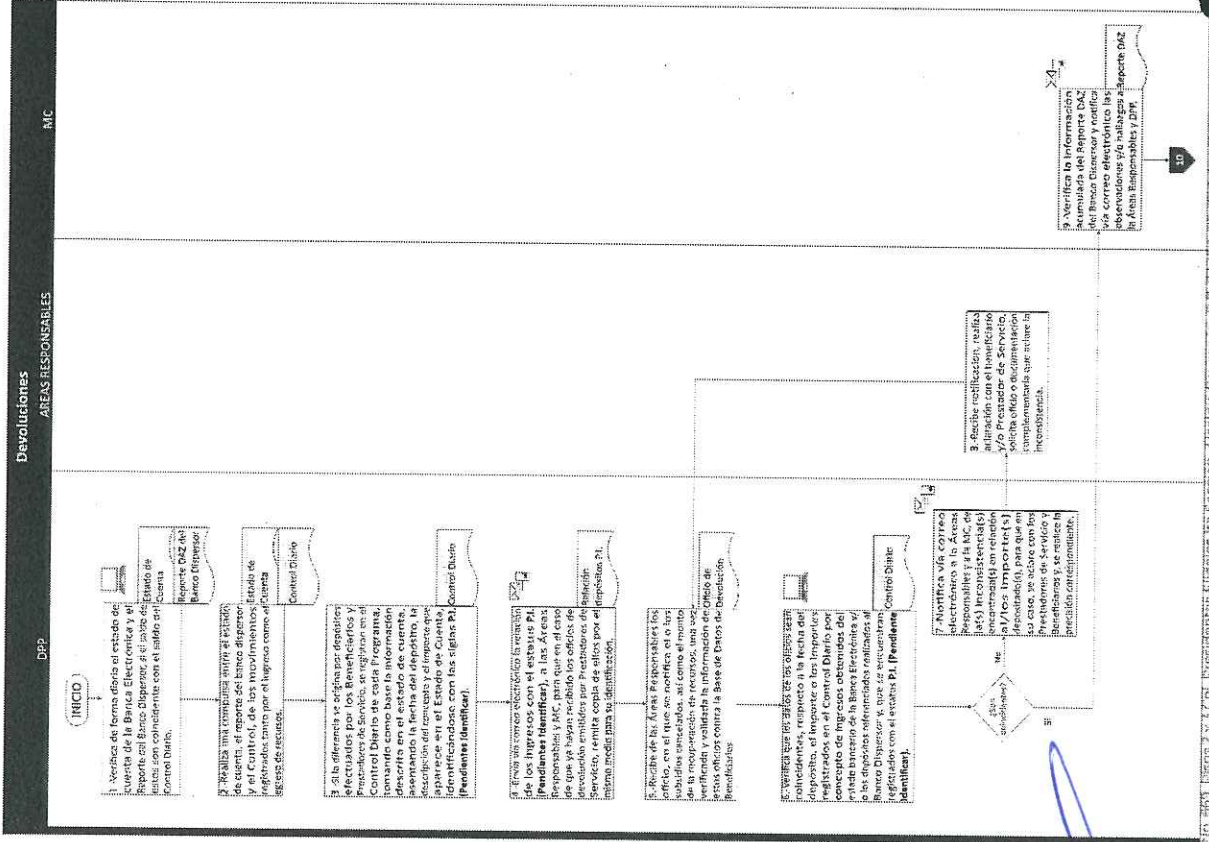 Devoluciones
DPP
AREAS RESPONSABLES
MC
INICIO
1.-Verifica de forma diaria el estado de
cuenta de la Banca Electrónica y el
Reporte del Banco Dispersor, si el saldo de
estos son coincidente con el saldo del
Control Diario.
Estado de
Cuenta
Reporte DAZ del
Banco Dispersor
2.-Realiza una compulsa entre el estado
de cuenta, el reporte del banco dispersor
y el Control, de los movimientos
registrados tanto por el ingreso como el
egreso de recursos.
Estado de
Cuenta
Control Diario
3.-Si la diferencia se origina por depósitos
efectuados por los Beneficiarios y/o
Prestadores de Servicio, se registran en el
Control Diario de cada Programa,
tomando como base la información
descrita en el estado de cuenta,
asentando la fecha del depósito, la
descripción del concepto y el importe que
aparece en el Estado de Cuenta,
identificándose con las siglas P.I.
(Pendientes Identificar).
Control Diario
4.-Envía vía correo electrónico la relación
de los ingresos con el estatus P.I.
(Pendientes Identificar), a las Áreas
Responsables y MC, para que en el caso
de que ya hayan recibido los oficios de
devolución emitidos por Prestadores de
Servicio, remita copia de ellos por el
mismo medio para su identificación.
Relación
depósitos P.I.
5.-Recibe de las Áreas Responsables los
oficio, en el que se notifica el o los
subsidios cancelados, así como el monto
de la recuperación de recursos, una vez
verificando y validada la información de
estas oficios contra la Base de Datos de
Beneficiarios
Oficio de
Devolución
6.-Verifica que los datos de los oficios sean
coincidentes, respecto a la fecha del
depósito, el importe o los importes
registrados en el Control Diario por
concepto de ingresos obtenidos del
estado bancario de la Banca Electrónica y/
o los depósitos referenciados realizados al
Banco Dispersor y, que se encuentran
registrados con el estatus P.I. (Pendiente
Identificar).
Control Diario
¿Son
coincidentes?
No
Si
7.-Notifica vía correo
electrónico a la Áreas
Responsables y a la MC, de
la(s) inconsistencia(s)
encontrada(s) en relación
al/los importe(s)
depositado(s), para que en
su caso, se aclare con los
Prestadores de Servicio y
Beneficiarios y, se realice la
precisión correspondiente.
8.-Recibe notificación, realiza
aclaración con el beneficiario
y/o Prestador de Servicio,
solicita oficio o documentación
complementaria que aclare la
inconsistencia.
9.-Verifica la información
acumulada del Reporte DAZ
del Banco Dispersor y notifica
vía correo electrónico las
observaciones y/o hallazgos a
la Áreas Responsables y DPP.
Reporte DAZ
10